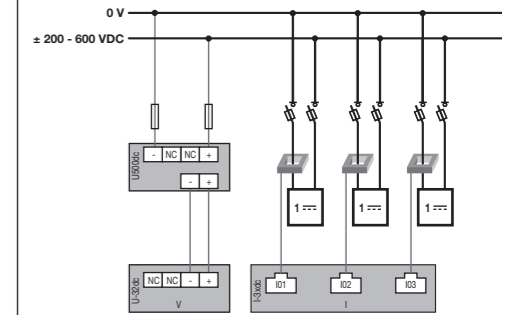 0 V
± 200 - 600 VDC
U500dc
- NC NC +
- +
1 1 1
U-32dc
NC NC - +
V
I-3xdc
I01 I02 I03
I